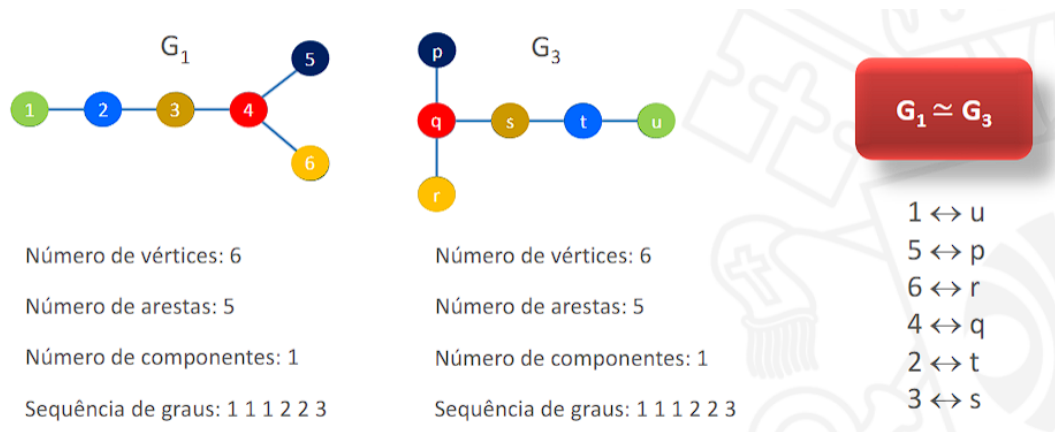 G1
1 2 3 4 5 6
Número de vértices: 6
Número de arestas: 5
Número de componentes: 1
Sequência de graus: 1 1 1 2 2 3
G3
p
q s t u
r
Número de vértices: 6
Número de arestas: 5
Número de componentes: 1
Sequência de graus: 1 1 1 2 2 3
G1 ≃ G3
1 ↔ u
5 ↔ p
6 ↔ r
4 ↔ q
2 ↔ t
3 ↔ s